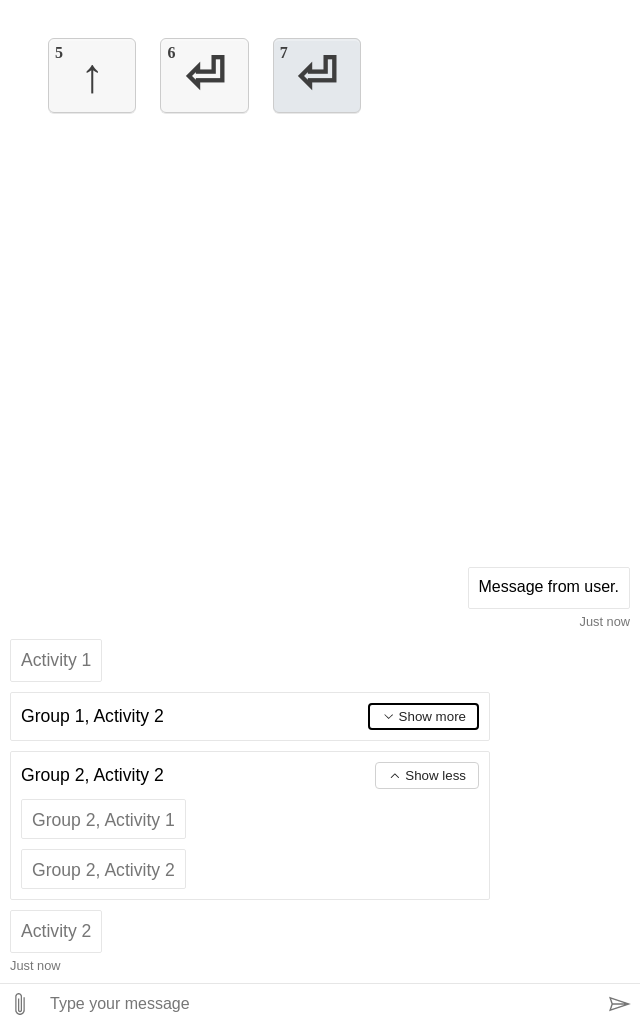 5 ↑
6 ⏎
7 ⏎
Message from user.
Just now
Activity 1
Group 1, Activity 2
Show more
Group 2, Activity 2
Show less
Group 2, Activity 1
Group 2, Activity 2
Activity 2
Just now
Type your message